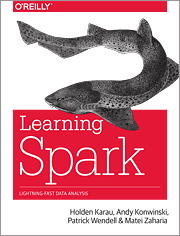 O'REILLY®
Learning
Spark
LIGHTNING-FAST DATA ANALYSIS
Holden Karau, Andy Konwinski,
Patrick Wendell & Matei Zaharia